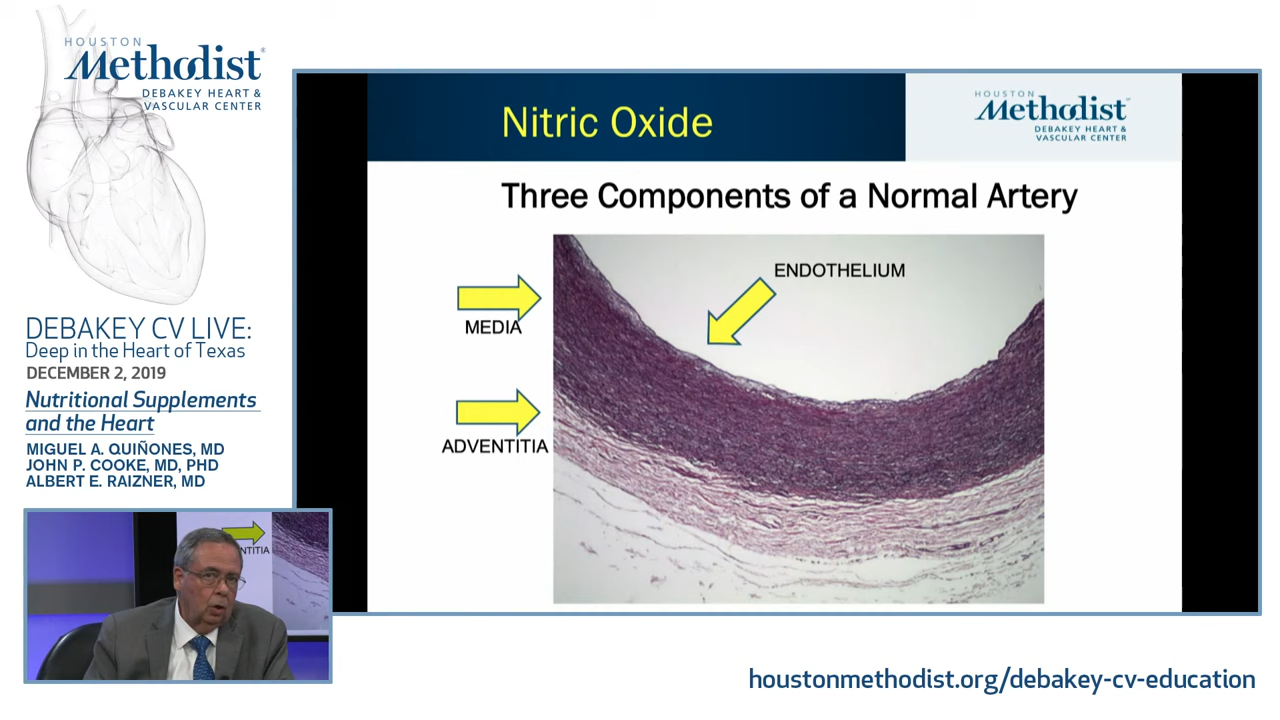 HOUSTON
Methodist®
DEBAKEY HEART &
VASCULAR CENTER
DEBAKEY CV LIVE:
Deep in the Heart of Texas
DECEMBER 2, 2019
Nutritional Supplements
and the Heart
MIGUEL A. QUIÑONES, MD
JOHN P. COOKE, MD, PHD
ALBERT E. RAIZNER, MD
Nitric Oxide
HOUSTON
Methodist
DEBAKEY HEART &
VASCULAR CENTER
Three Components of a Normal Artery
ENDOTHELIUM
MEDIA
ADVENTITIA
NTITIA
houstonmethodist.org/debakey-cv-education